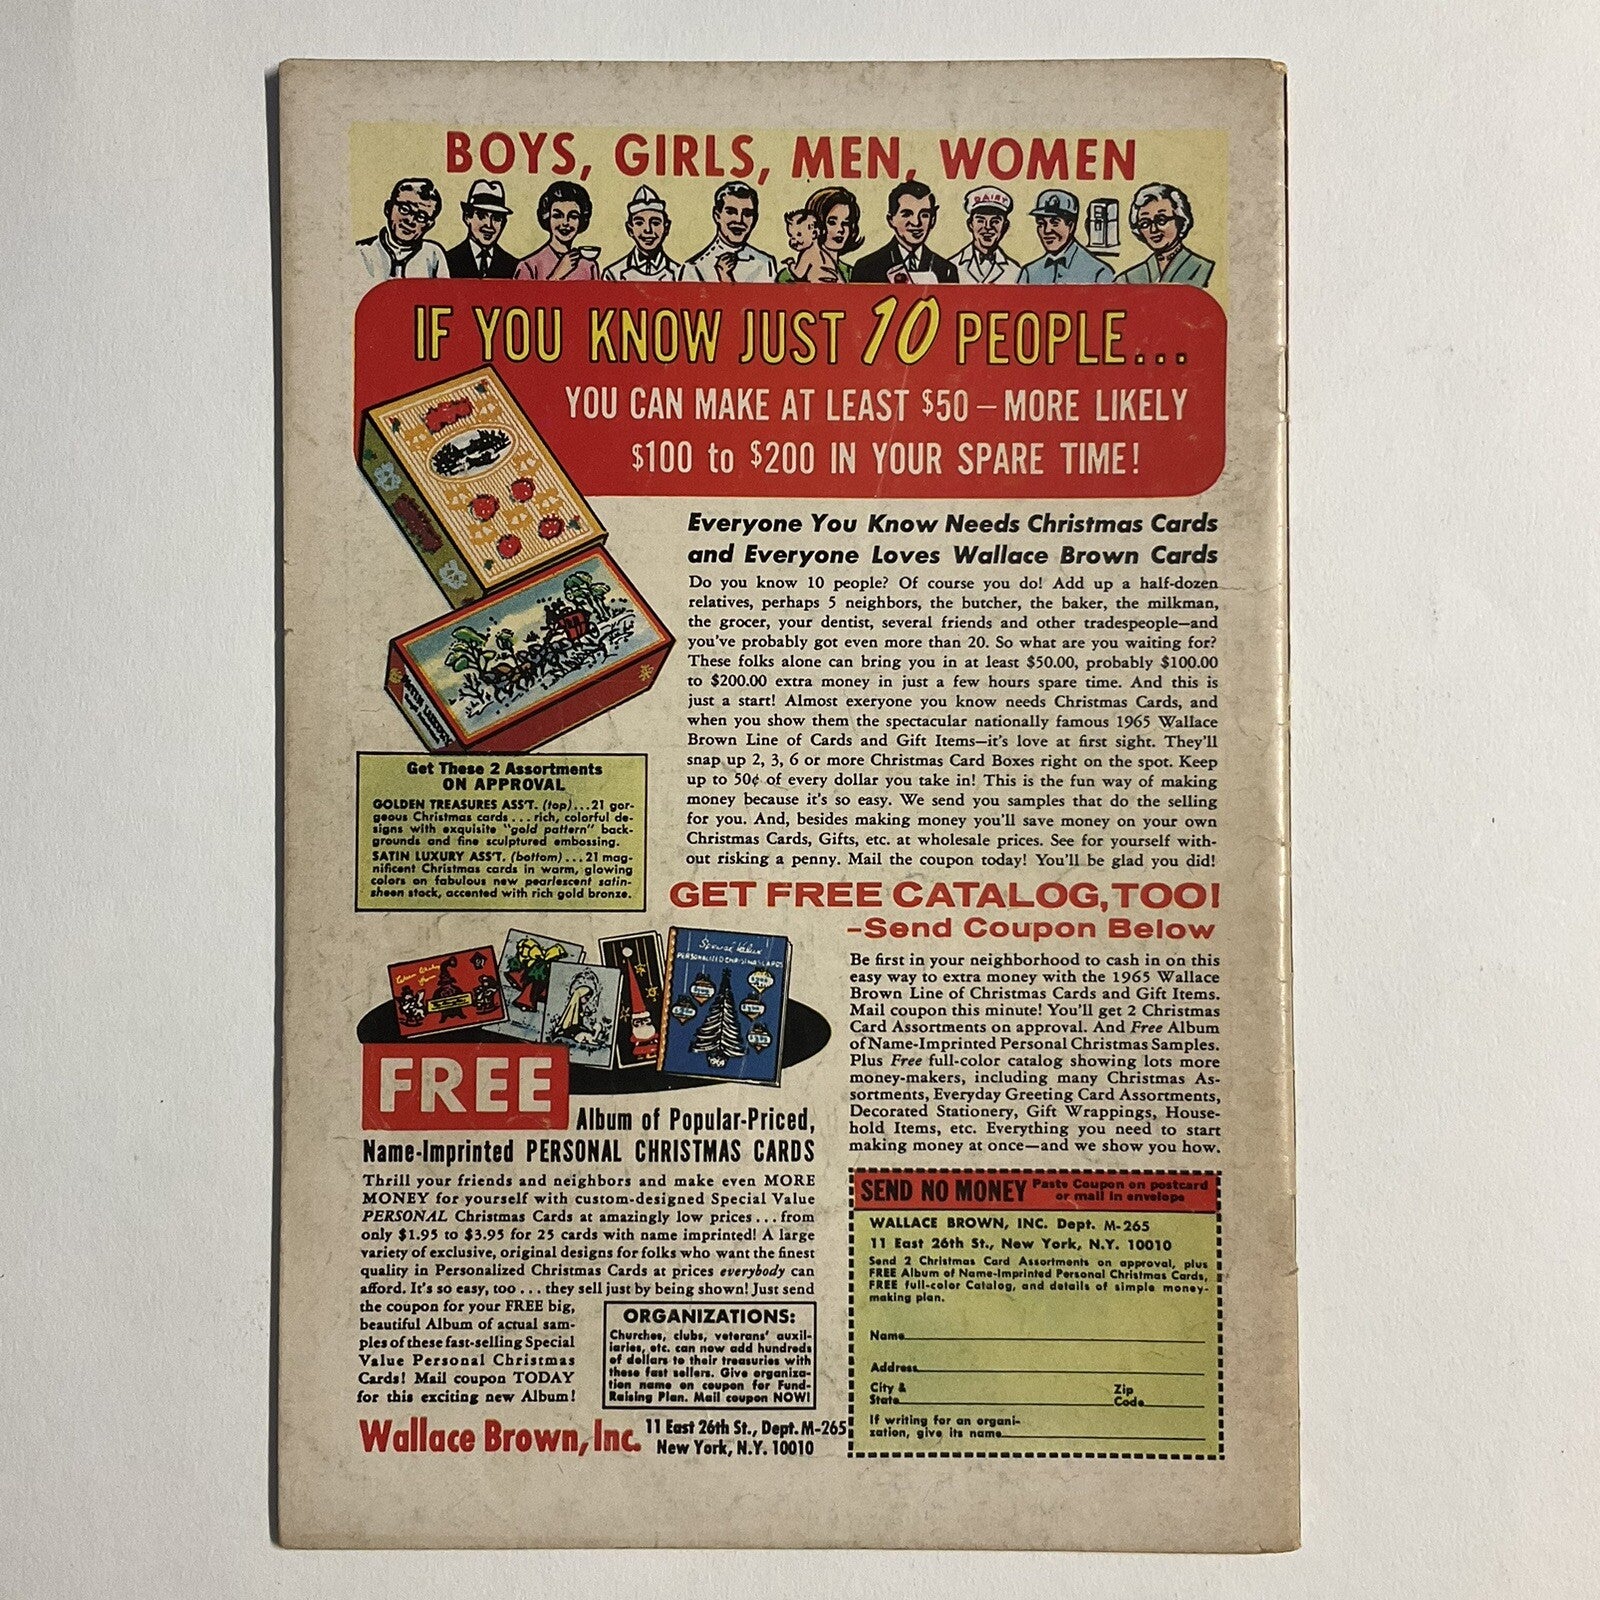 BOYS, GIRLS, MEN, WOMEN
DAIRY
IF YOU KNOW JUST 10 PEOPLE...
YOU CAN MAKE AT LEAST $50 – MORE LIKELY
$100 to $200 IN YOUR SPARE TIME!
Everyone You Know Needs Christmas Cards
and Everyone Loves Wallace Brown Cards
Do you know 10 people? Of course you do! Add up a half-dozen
relatives, perhaps 5 neighbors, the butcher, the baker, the milkman,
the grocer, your dentist, several friends and other tradespeople—and
you've probably got even more than 20. So what are you waiting for?
These folks alone can bring you in at least $50.00, probably $100.00
to $200.00 extra money in just a few hours spare time. And this is
just a start! Almost exeryone you know needs Christmas Cards, and
when you show them the spectacular nationally famous 1965 Wallace
Brown Line of Cards and Gift Items—it's love at first sight. They'll
snap up 2, 3, 6 or more Christmas Card Boxes right on the spot. Keep
up to 50¢ of every dollar you take in! This is the fun way of making
money because it's so easy. We send you samples that do the selling
for you. And, besides making money you'll save money on your own
Christmas Cards, Gifts, etc. at wholesale prices. See for yourself with-
out risking a penny. Mail the coupon today! You'll be glad you did!
Get These 2 Assortments
ON APPROVAL
GOLDEN TREASURES ASS'T. (top)...21 gor-
geous Christmas cards ... rich, colorful de-
signs with exquisite "gold pattern" back-
grounds and fine sculptured embossing.
SATIN LUXURY ASS'T. (bottom) ... 21 mag-
nificent Christmas cards in warm, glowing
colors on fabulous new pearlescent satin-
sheen stock, accented with rich gold bronze.
GET FREE CATALOG, TOO!
–Send Coupon Below
Be first in your neighborhood to cash in on this
easy way to extra money with the 1965 Wallace
Brown Line of Christmas Cards and Gift Items.
Mail coupon this minute! You'll get 2 Christmas
Card Assortments on approval. And Free Album
of Name-Imprinted Personal Christmas Samples.
Plus Free full-color catalog showing lots more
money-makers, including many Christmas As-
sortments, Everyday Greeting Card Assortments,
Decorated Stationery, Gift Wrappings, House-
hold Items, etc. Everything you need to start
making money at once—and we show you how.
Special Value
PERSONALIZED CHRISTMAS CARDS
FREE
Album of Popular-Priced,
Name-Imprinted PERSONAL CHRISTMAS CARDS
Thrill your friends and neighbors and make even MORE
MONEY for yourself with custom-designed Special Value
PERSONAL Christmas Cards at amazingly low prices ... from
only $1.95 to $3.95 for 25 cards with name imprinted! A large
variety of exclusive, original designs for folks who want the finest
quality in Personalized Christmas Cards at prices everybody can
afford. It's so easy, too ... they sell just by being shown! Just send
the coupon for your FREE big,
beautiful Album of actual sam-
ples of these fast-selling Special
Value Personal Christmas
Cards! Mail coupon TODAY
for this exciting new Album!
ORGANIZATIONS:
Churches, clubs, veterans' auxil-
iaries, etc. can now add hundreds
of dollars to their treasuries with
these fast sellers. Give organiza-
tion name on coupon for Fund-
Raising Plan. Mail coupon NOW!
Wallace Brown, Inc.
11 East 26th St., Dept. M-265
New York, N.Y. 10010
SEND NO MONEY
Paste Coupon on postcard
or mail in envelope
WALLACE BROWN, INC. Dept. M-265
11 East 26th St., New York, N.Y. 10010
Send 2 Christmas Card Assortments on approval, plus
FREE Album of Name-Imprinted Personal Christmas Cards,
FREE full-color Catalog, and details of simple money-
making plan.
Name
Address
City &
State
Zip
Code
If writing for an organi-
zation, give its name